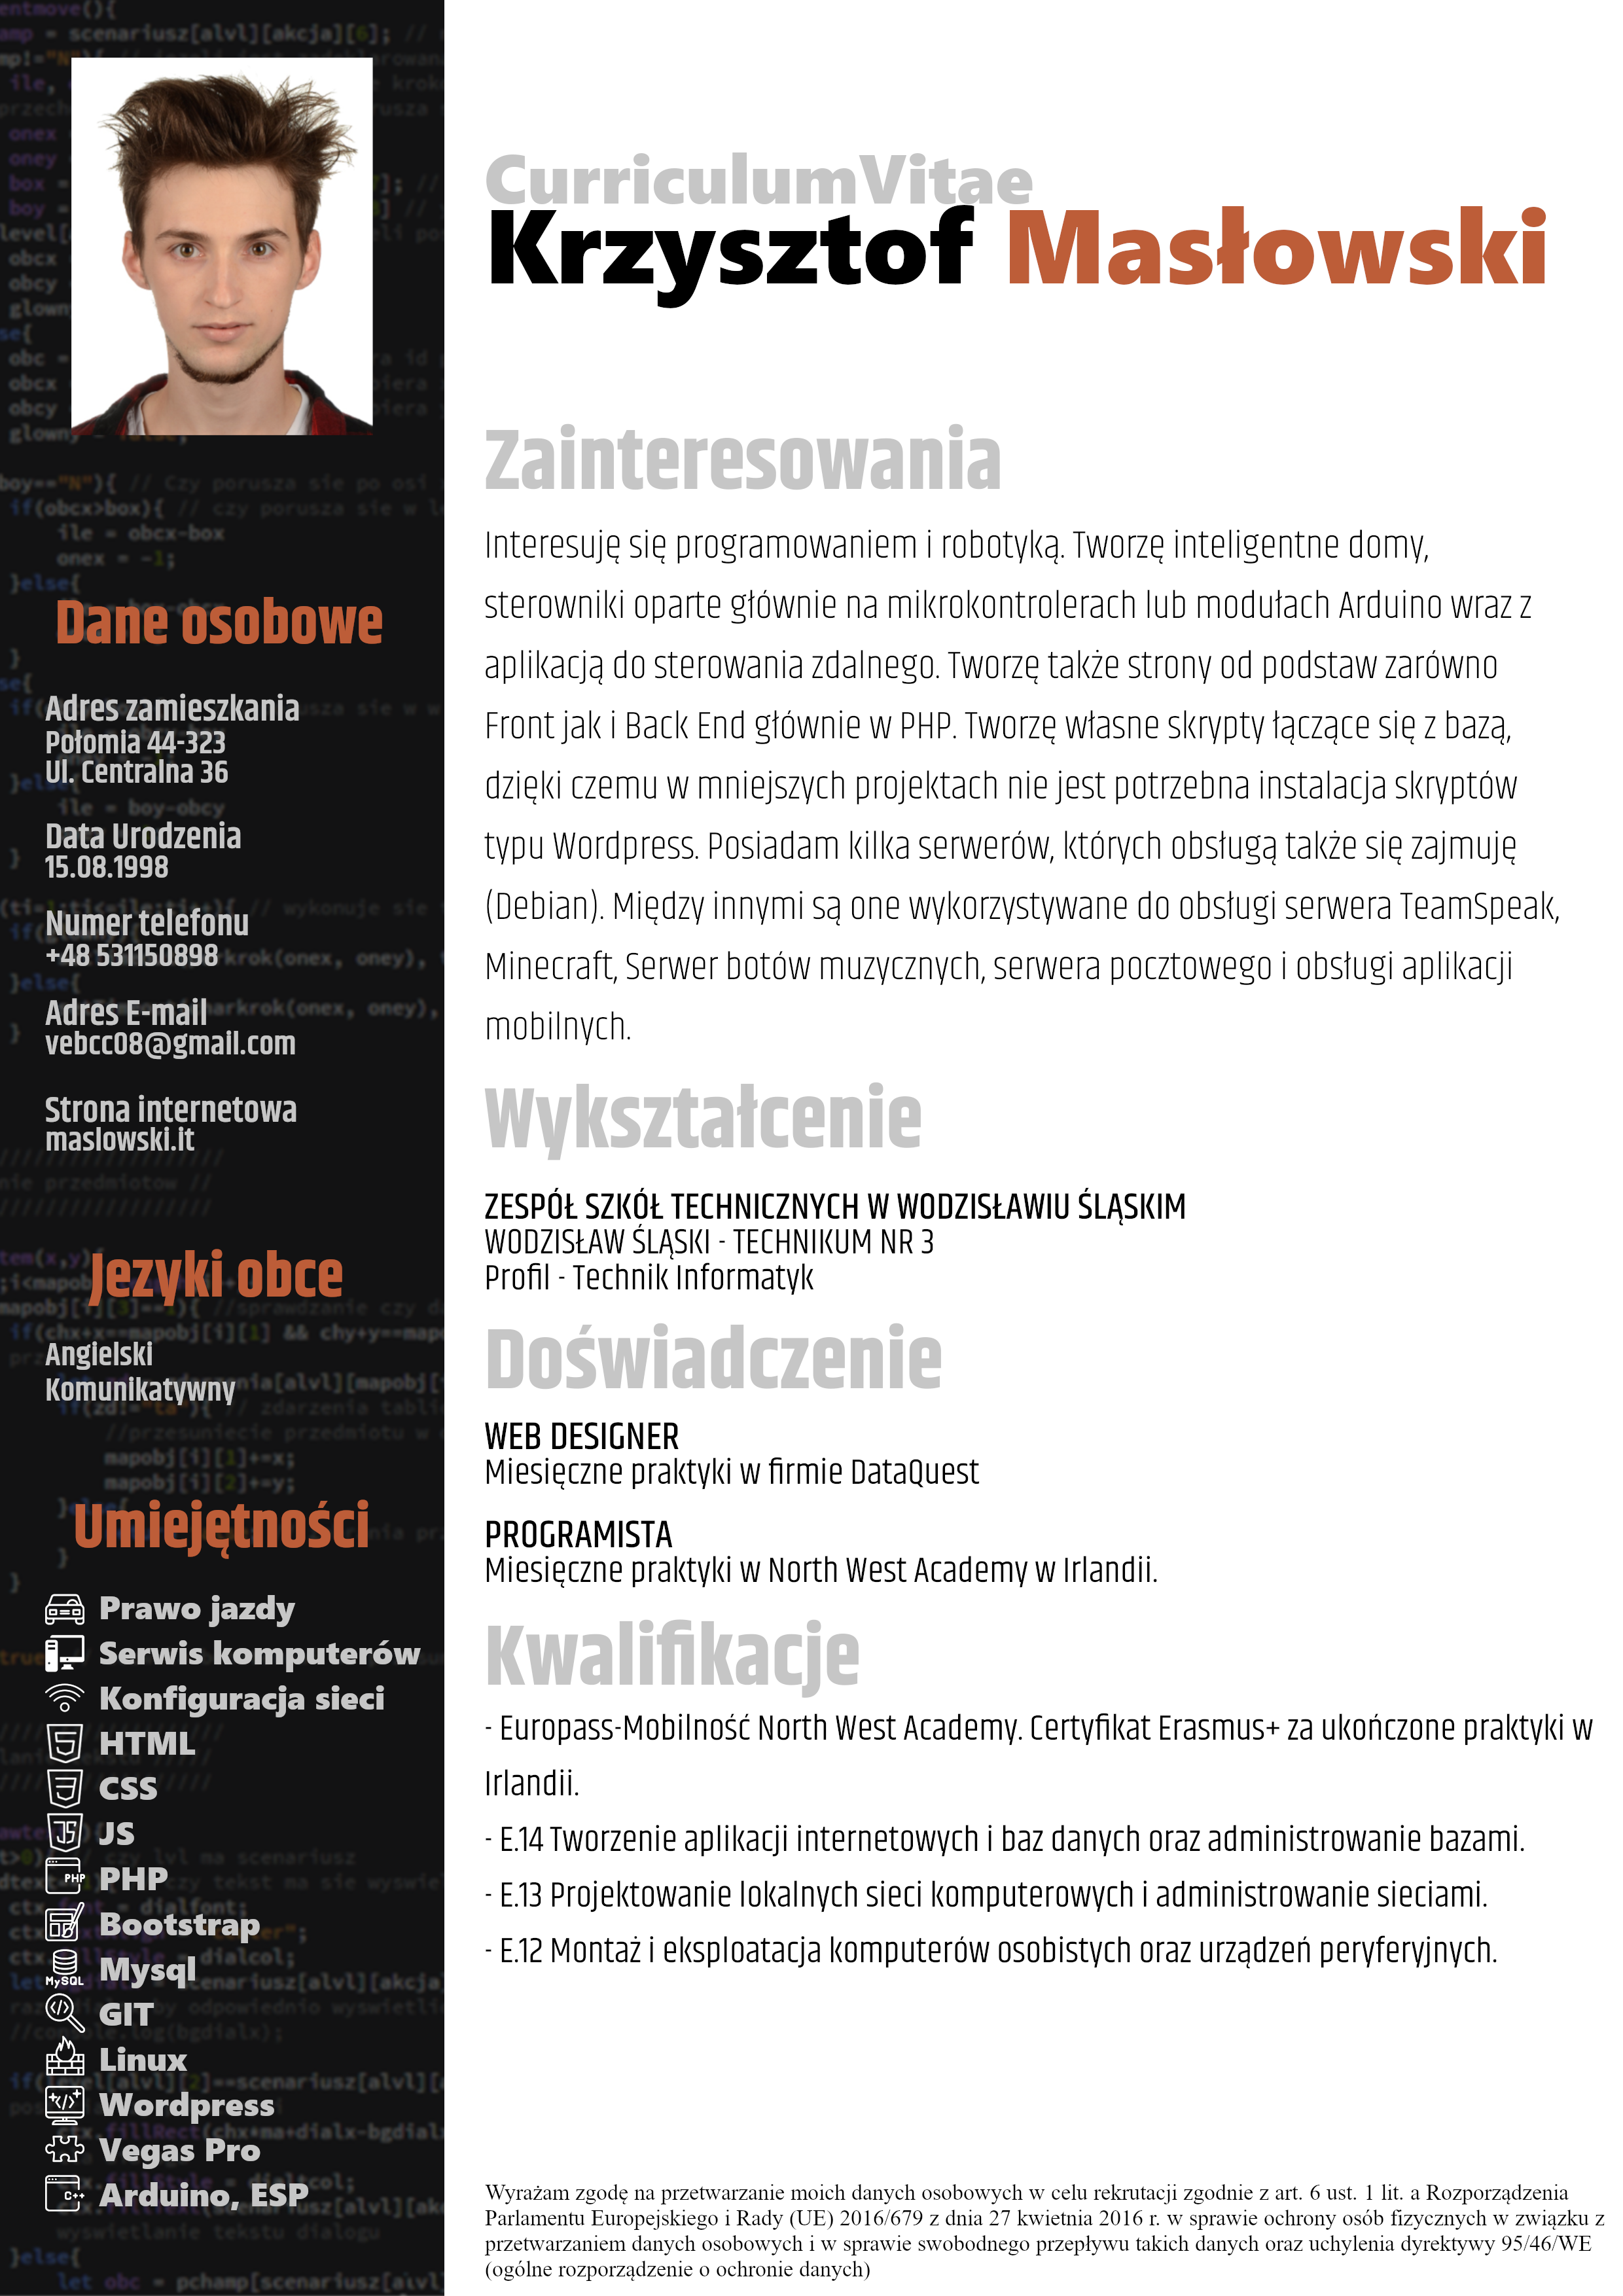 CurriculumVitae
Krzysztof Masłowski
Dane osobowe
Adres zamieszkania
Połomia 44-323
Ul. Centralna 36
Data Urodzenia
15.08.1998
Numer telefonu
+48 531150898
Adres E-mail
vebcc08@gmail.com
Strona internetowa
maslowski.it
Jezyki obce
Angielski
Komunikatywny
Umiejętności
Prawo jazdy
Serwis komputerów
Konfiguracja sieci
HTML
CSS
JS
PHP
Bootstrap
Mysql
GIT
Linux
Wordpress
Vegas Pro
Arduino, ESP
Zainteresowania
Interesuję się programowaniem i robotyką. Tworzę inteligentne domy,
sterowniki oparte głównie na mikrokontrolerach lub modułach Arduino wraz z
aplikacją do sterowania zdalnego. Tworzę także strony od podstaw zarówno
Front jak i Back End głównie w PHP. Tworzę własne skrypty łączące się z bazą,
dzięki czemu w mniejszych projektach nie jest potrzebna instalacja skryptów
typu Wordpress. Posiadam kilka serwerów, których obsługą także się zajmuję
(Debian). Między innymi są one wykorzystywane do obsługi serwera TeamSpeak,
Minecraft, Serwer botów muzycznych, serwera pocztowego i obsługi aplikacji
mobilnych.
Wykształcenie
ZESPÓŁ SZKÓŁ TECHNICZNYCH W WODZISŁAWIU ŚLĄSKIM
WODZISŁAW ŚLĄSKI - TECHNIKUM NR 3
Profil - Technik Informatyk
Doświadczenie
WEB DESIGNER
Miesięczne praktyki w firmie DataQuest
PROGRAMISTA
Miesięczne praktyki w North West Academy w Irlandii.
Kwalifikacje
- Europass-Mobilność North West Academy. Certyfikat Erasmus+ za ukończone praktyki w
Irlandii.
- E.14 Tworzenie aplikacji internetowych i baz danych oraz administrowanie bazami.
- E.13 Projektowanie lokalnych sieci komputerowych i administrowanie sieciami.
- E.12 Montaż i eksploatacja komputerów osobistych oraz urządzeń peryferyjnych.
Wyrażam zgodę na przetwarzanie moich danych osobowych w celu rekrutacji zgodnie z art. 6 ust. 1 lit. a Rozporządzenia
Parlamentu Europejskiego i Rady (UE) 2016/679 z dnia 27 kwietnia 2016 r. w sprawie ochrony osób fizycznych w związku z
przetwarzaniem danych osobowych i w sprawie swobodnego przepływu takich danych oraz uchylenia dyrektywy 95/46/WE
(ogólne rozporządzenie o ochronie danych)